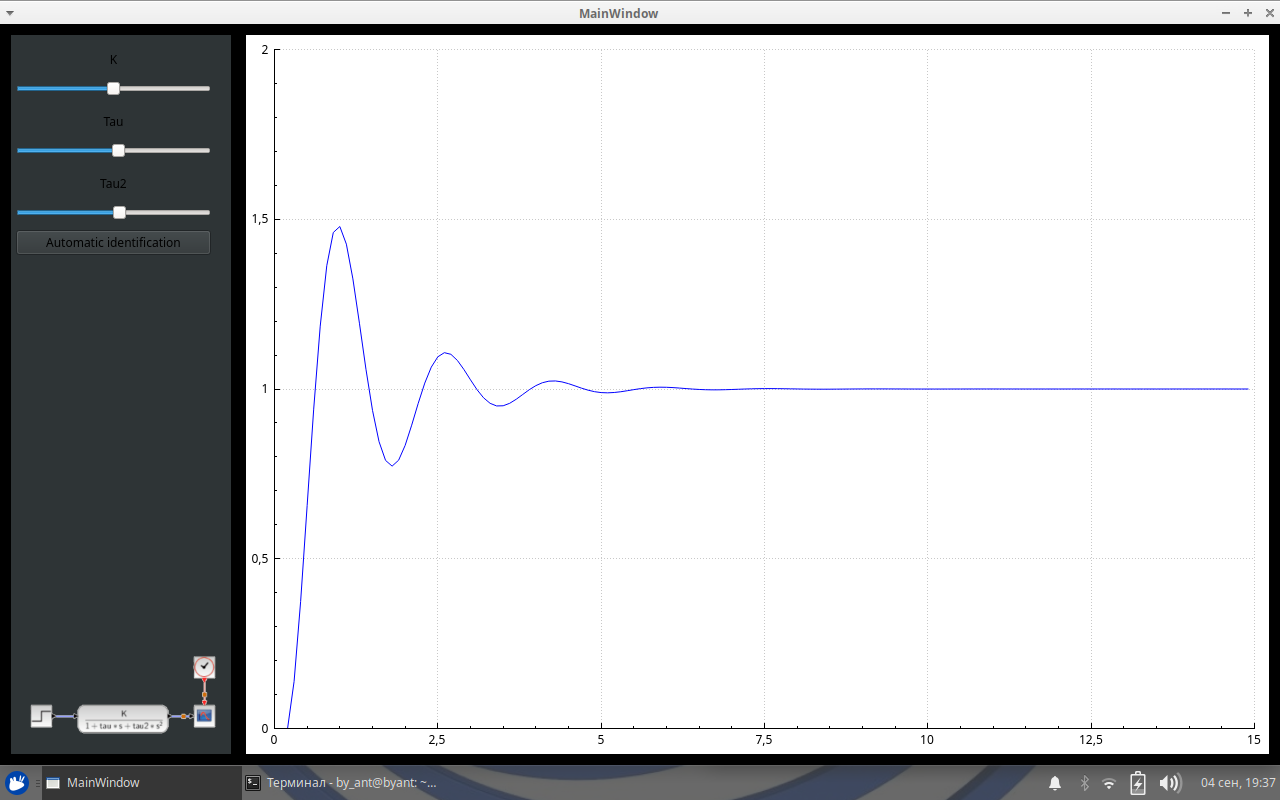 MainWindow
K
Tau
Tau2
Automatic identification
K
1 + tau * s + tau2 * s²
2
1,5
1
0,5
0
0
2,5
5
7,5
10
12,5
15
MainWindow
Терминал - by_ant@byant: ~...
04 сен, 19:37